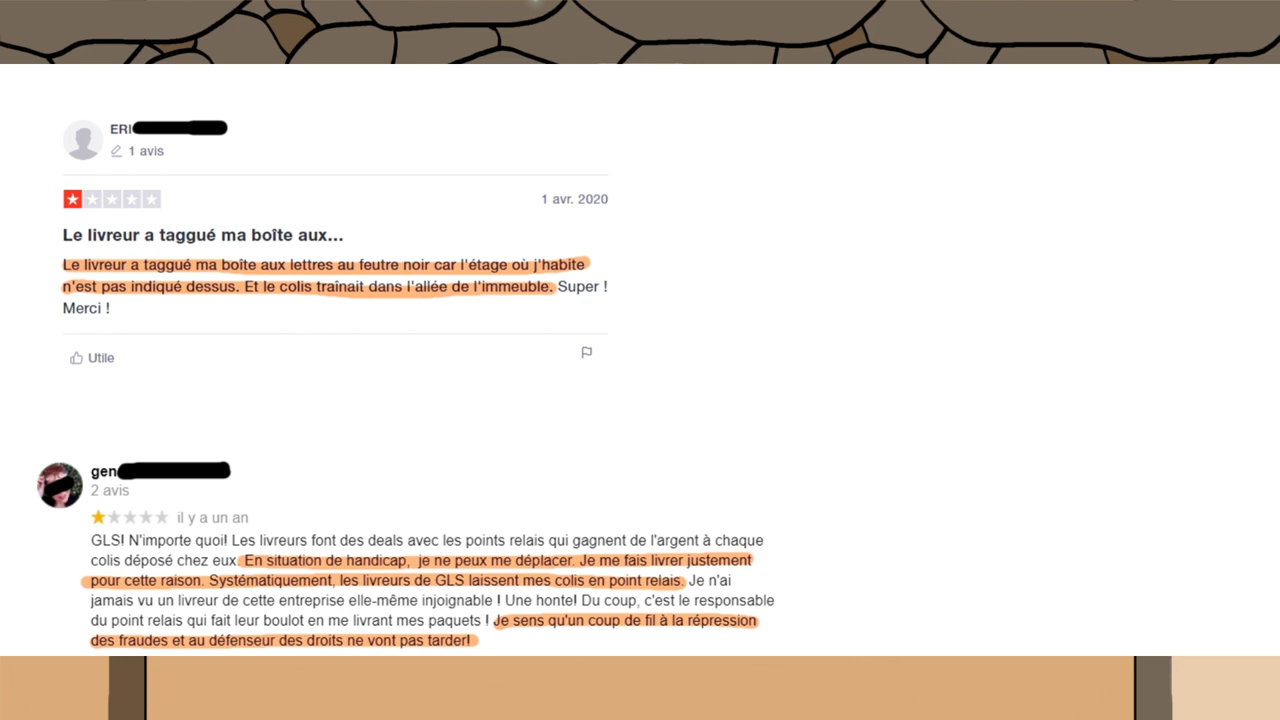 ERI
1 avis
1 avr. 2020
Le livreur a taggué ma boîte aux...
Le livreur a taggué ma boîte aux lettres au feutre noir car l'étage où j'habite
n'est pas indiqué dessus. Et le colis traînait dans l'allée de l'immeuble. Super !
Merci !
Utile
gen
2 avis
il y a un an
GLS! N'importe quoi! Les livreurs font des deals avec les points relais qui gagnent de l'argent à chaque
colis déposé chez eux. En situation de handicap, je ne peux me déplacer. Je me fais livrer justement
pour cette raison. Systématiquement, les livreurs de GLS laissent mes colis en point relais. Je n'ai
jamais vu un livreur de cette entreprise elle-même injoignable ! Une honte! Du coup, c'est le responsable
du point relais qui fait leur boulot en me livrant mes paquets ! Je sens qu'un coup de fil à la répression
des fraudes et au défenseur des droits ne vont pas tarder!